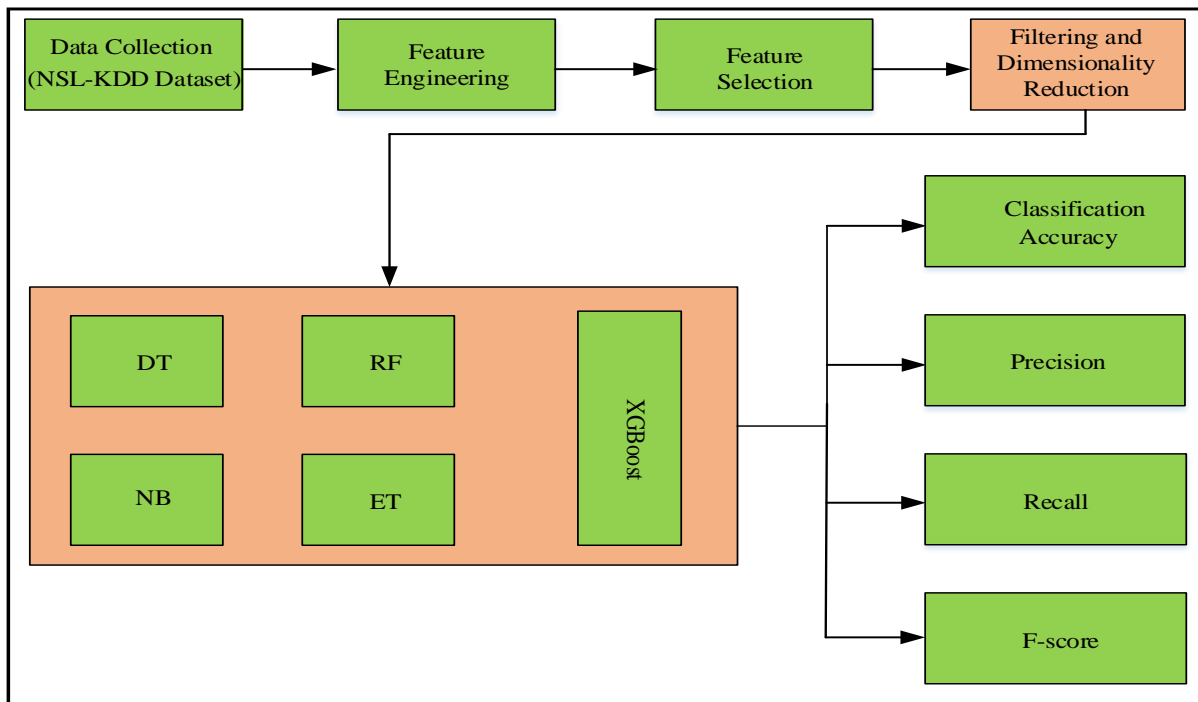 Data Collection
(NSL-KDD Dataset)
Feature
Engineering
Feature
Selection
Filtering and
Dimensionality
Reduction
Classification
Accuracy
DT
RF
XGBoost
Precision
NB
ET
Recall
F-score